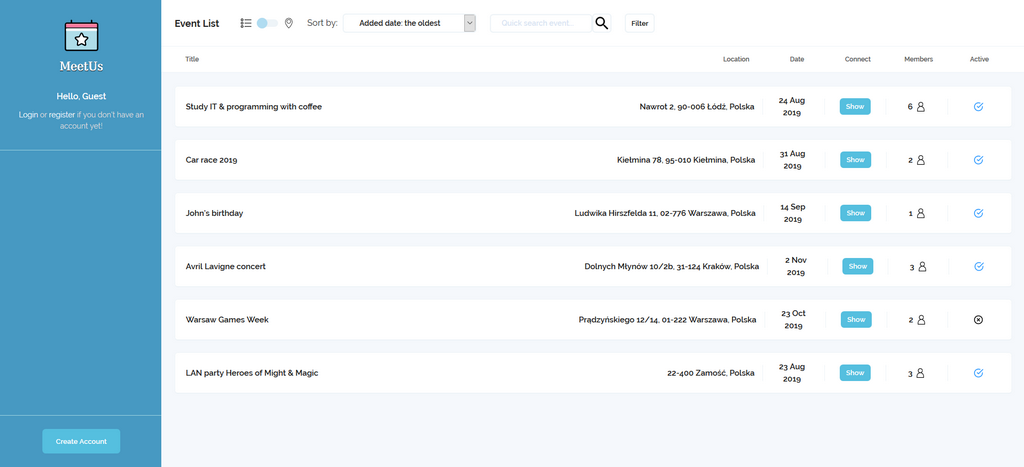 MeetUs
Hello, Guest
Login or register if you don't have an
account yet!
Create Account
Event List
Sort by:
Added date: the oldest
Quick search event...
Filter
Title
Location
Date
Connect
Members
Active
Study IT & programming with coffee
Nawrot 2, 90-006 Łódź, Polska
24 Aug
2019
Show
6
Car race 2019
Kiełmina 78, 95-010 Kiełmina, Polska
31 Aug
2019
Show
2
John's birthday
Ludwika Hirszfelda 11, 02-776 Warszawa, Polska
14 Sep
2019
Show
1
Avril Lavigne concert
Dolnych Młynów 10/2b, 31-124 Kraków, Polska
2 Nov
2019
Show
3
Warsaw Games Week
Prądzyńskiego 12/14, 01-222 Warszawa, Polska
23 Oct
2019
Show
2
LAN party Heroes of Might & Magic
22-400 Zamość, Polska
23 Aug
2019
Show
3